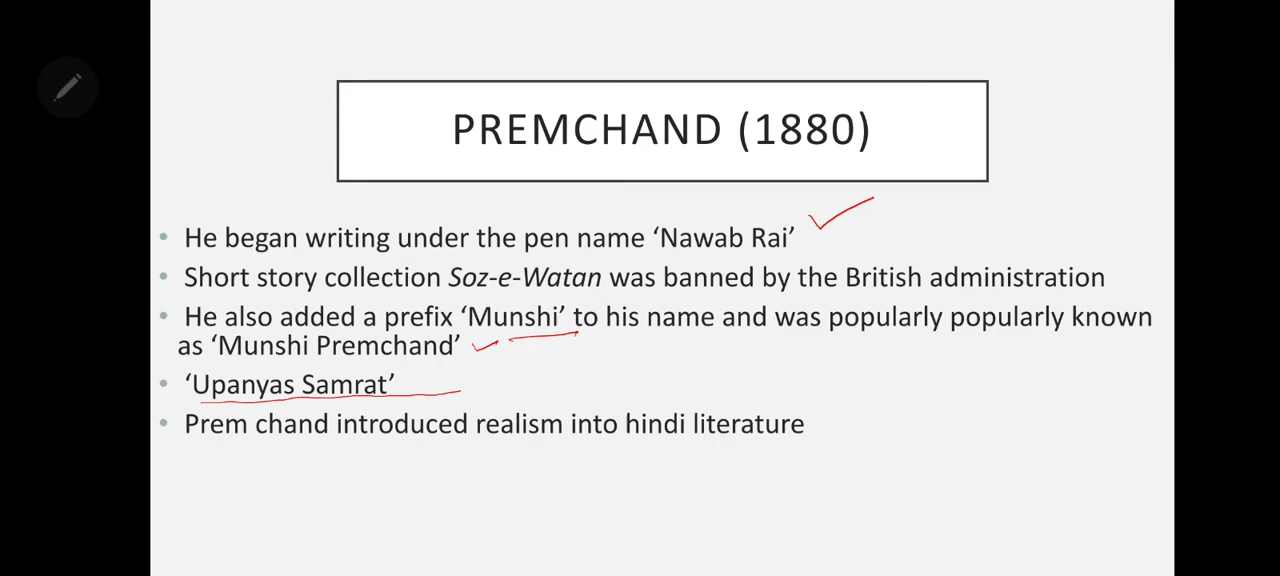 PREMCHAND (1880)
• He began writing under the pen name ‘Nawab Rai’
• Short story collection Soz-e-Watan was banned by the British administration
• He also added a prefix ‘Munshi’ to his name and was popularly popularly known
as ‘Munshi Premchand’
• ‘Upanyas Samrat’
• Prem chand introduced realism into hindi literature